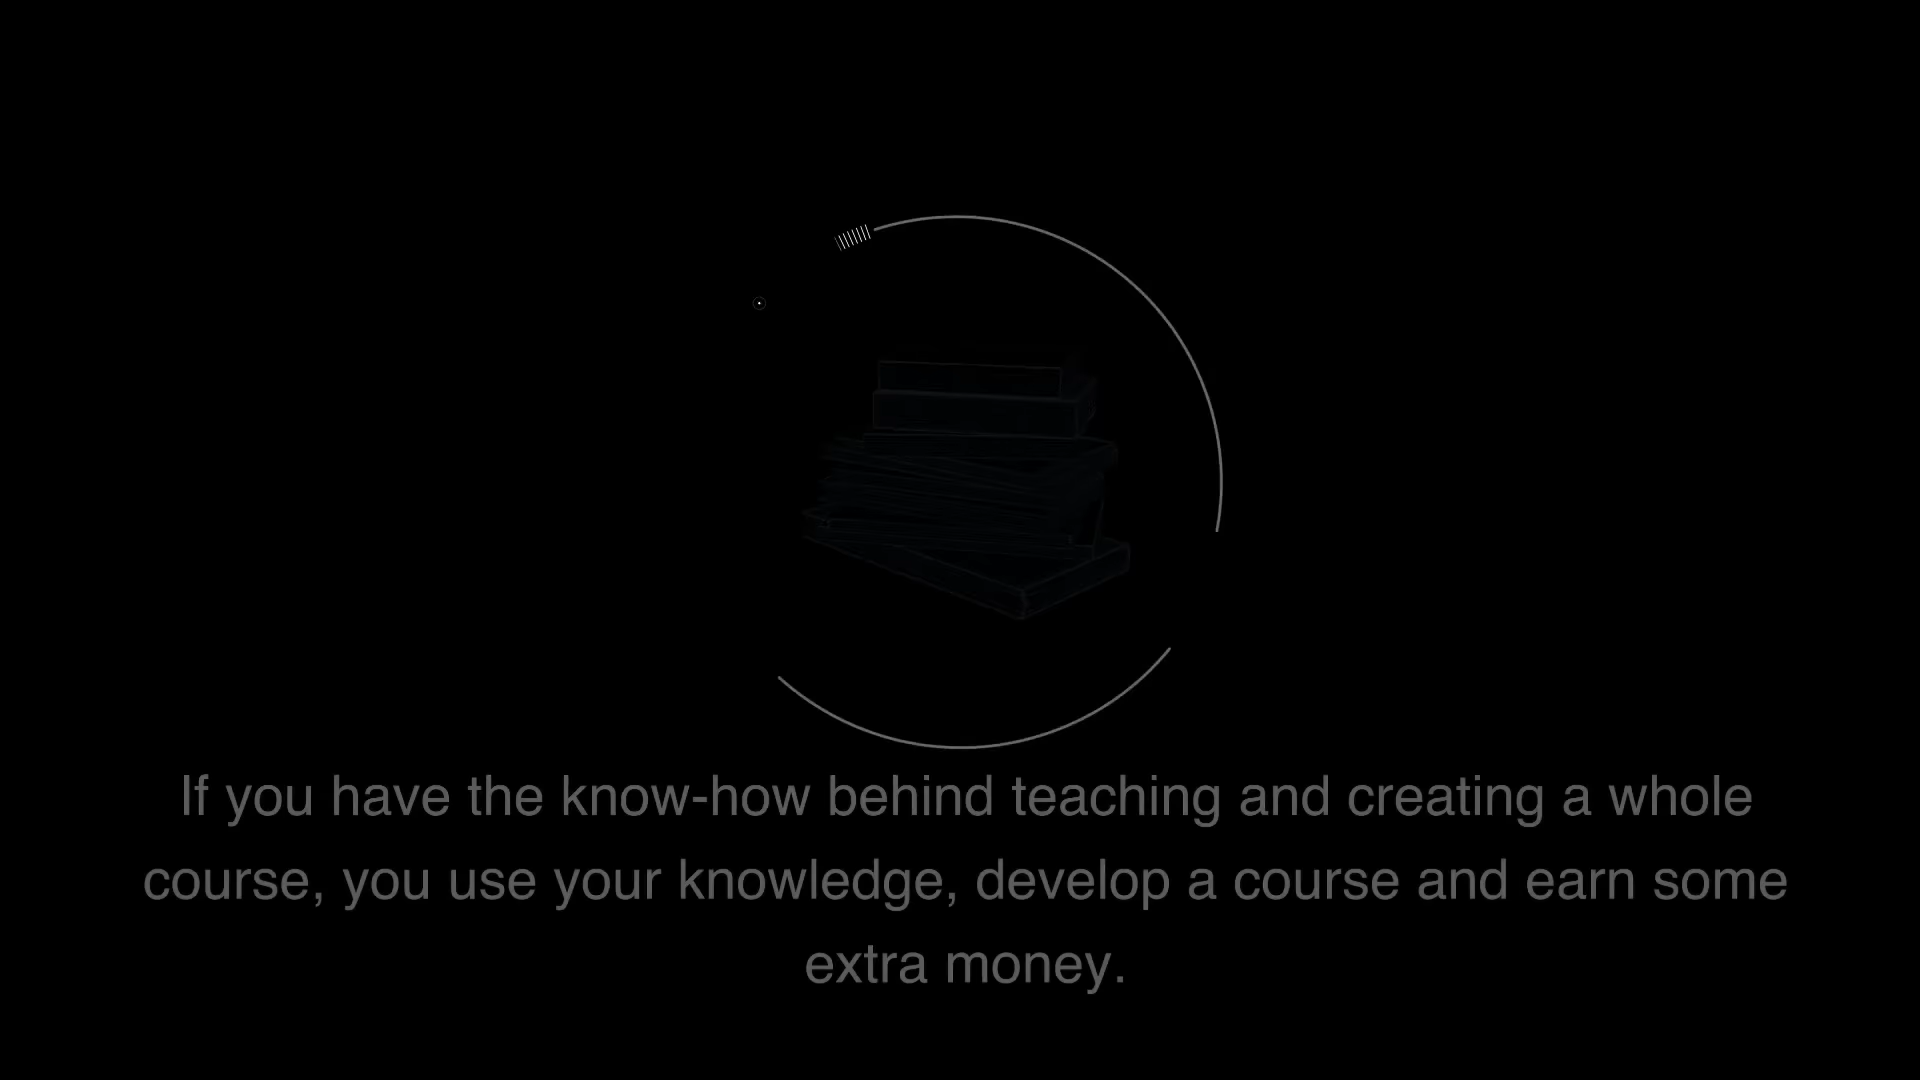 If you have the know-how behind teaching and creating a whole
course, you use your knowledge, develop a course and earn some
extra money.